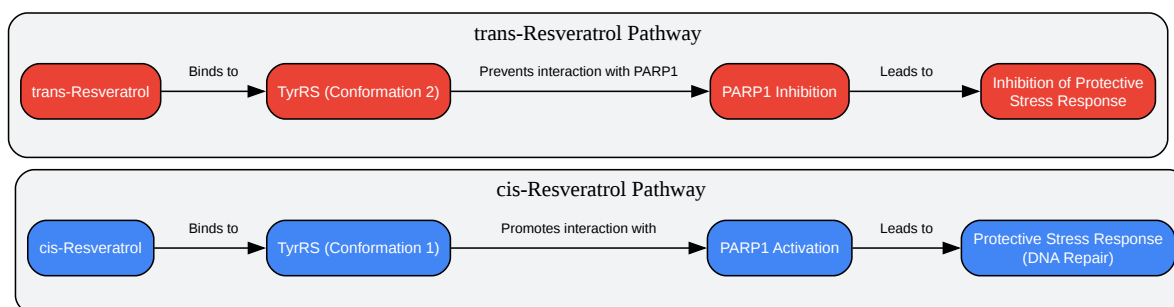 trans-Resveratrol Pathway
trans-Resveratrol
Binds to
TyrRS (Conformation 2)
Prevents interaction with PARP1
PARP1 Inhibition
Leads to
Inhibition of Protective
Stress Response
cis-Resveratrol Pathway
cis-Resveratrol
Binds to
TyrRS (Conformation 1)
Promotes interaction with
PARP1 Activation
Leads to
Protective Stress Response
(DNA Repair)